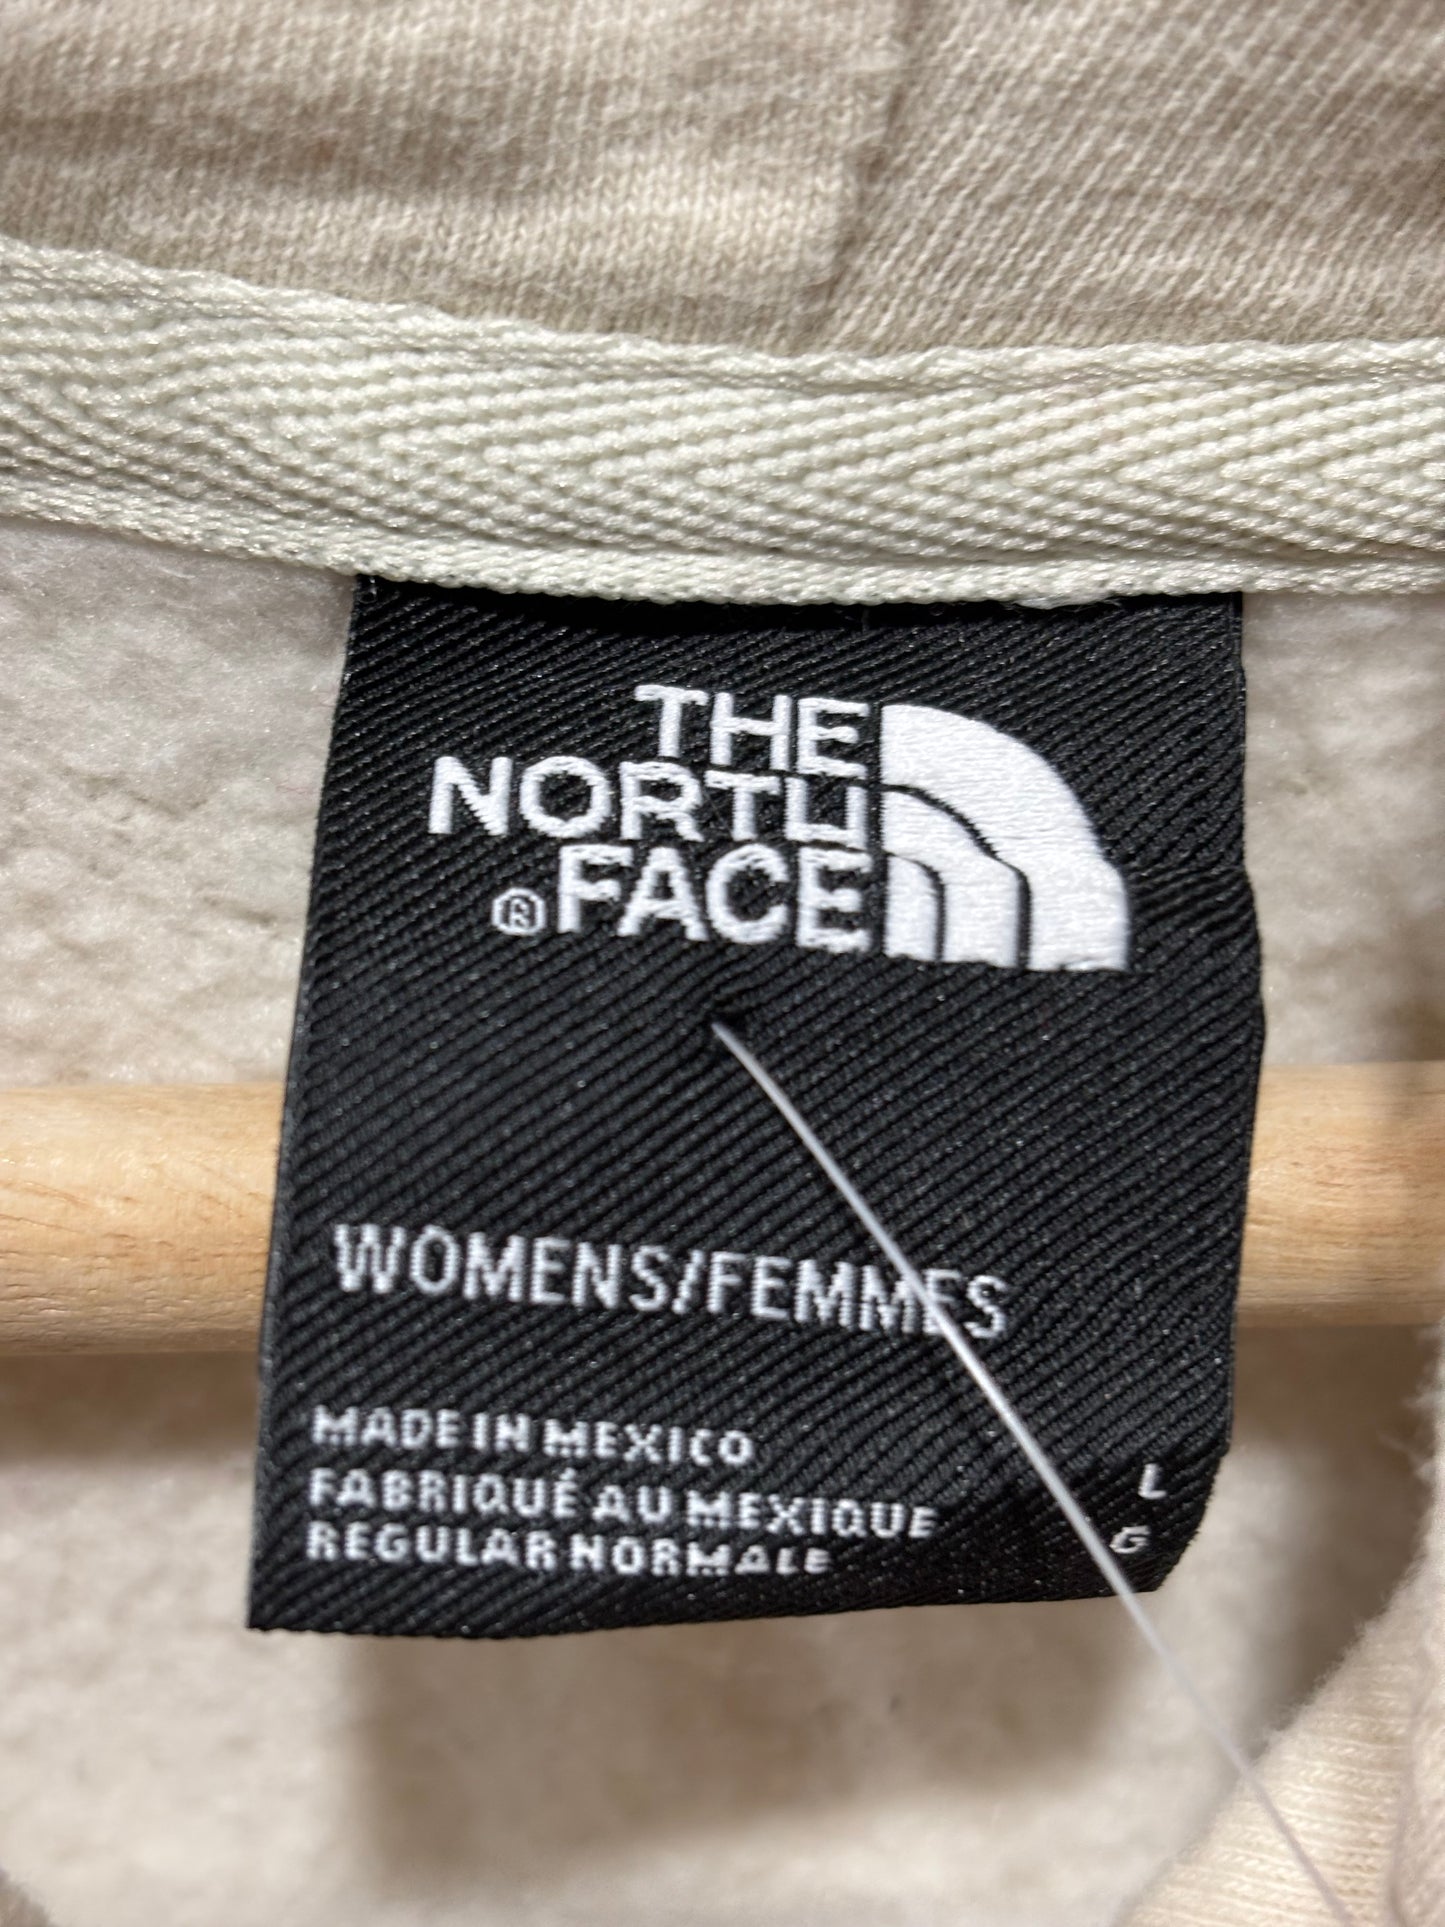 THE
NORTH
®FACE
WOMENS/FEMMES
MADE IN MEXICO
FABRIQUÉ AU MEXIQUE
REGULAR NORMALE
L
G